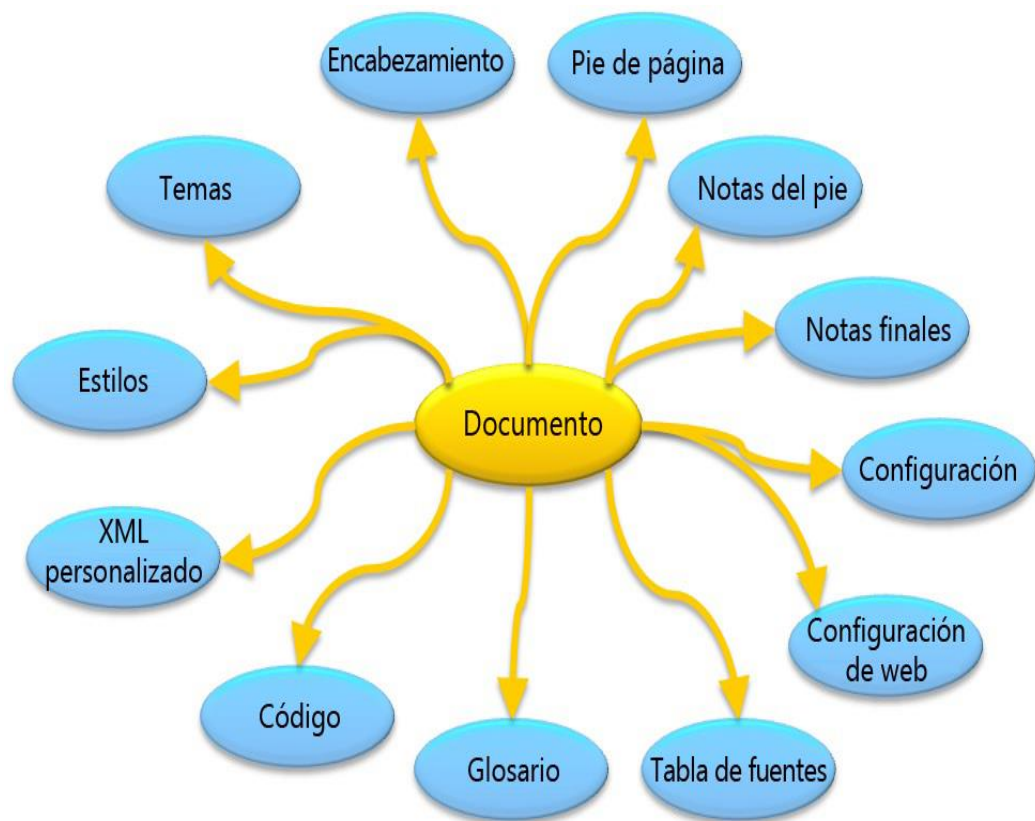 Encabezamiento
Pie de página
Temas
Notas del pie
Notas finales
Estilos
Documento
Configuración
XML
personalizado
Configuración
de web
Código
Glosario
Tabla de fuentes